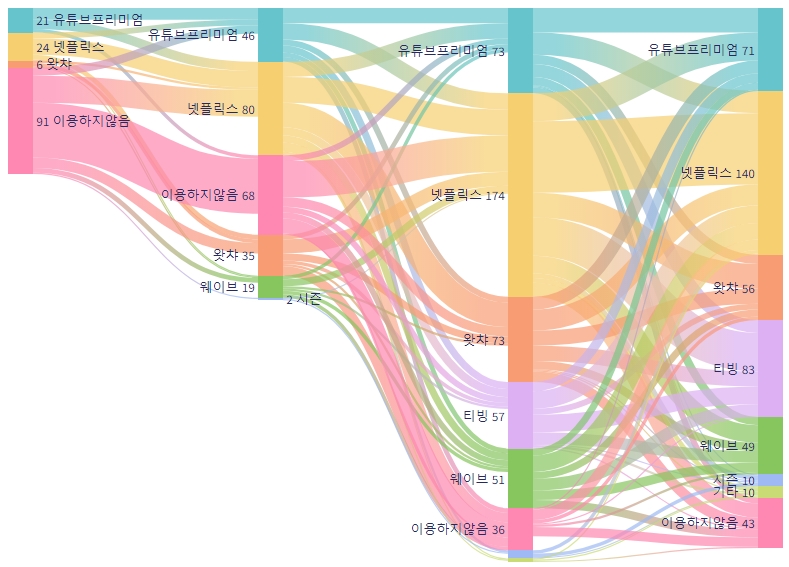 21 유튜브프리미엄
24 넷플릭스
6 왓챠
91 이용하지않음
유튜브프리미엄 46
넷플릭스 80
이용하지않음 68
왓챠 35
웨이브 19
2 시즌
유튜브프리미엄 73
넷플릭스 174
왓챠 73
티빙 57
웨이브 51
이용하지않음 36
유튜브프리미엄 71
넷플릭스 140
왓챠 56
티빙 83
웨이브 49
시즌 10
기타 10
이용하지않음 43